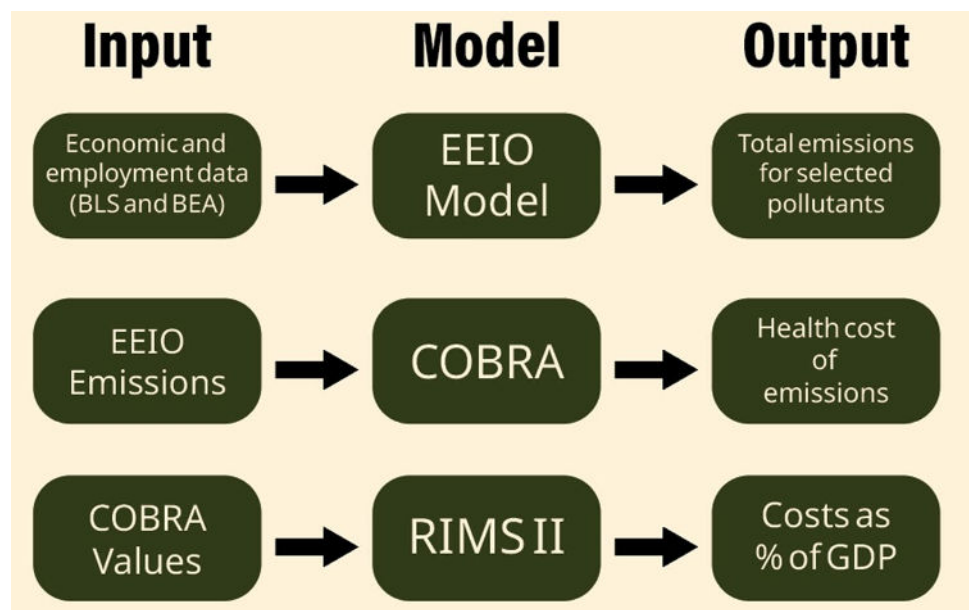 Input
Model
Output
Economic and
employment data
(BLS and BEA)
EEIO
Model
Total emissions
for selected
pollutants
EEIO
Emissions
COBRA
Health cost
of
emissions
COBRA
Values
RIMS II
Costs as
% of GDP